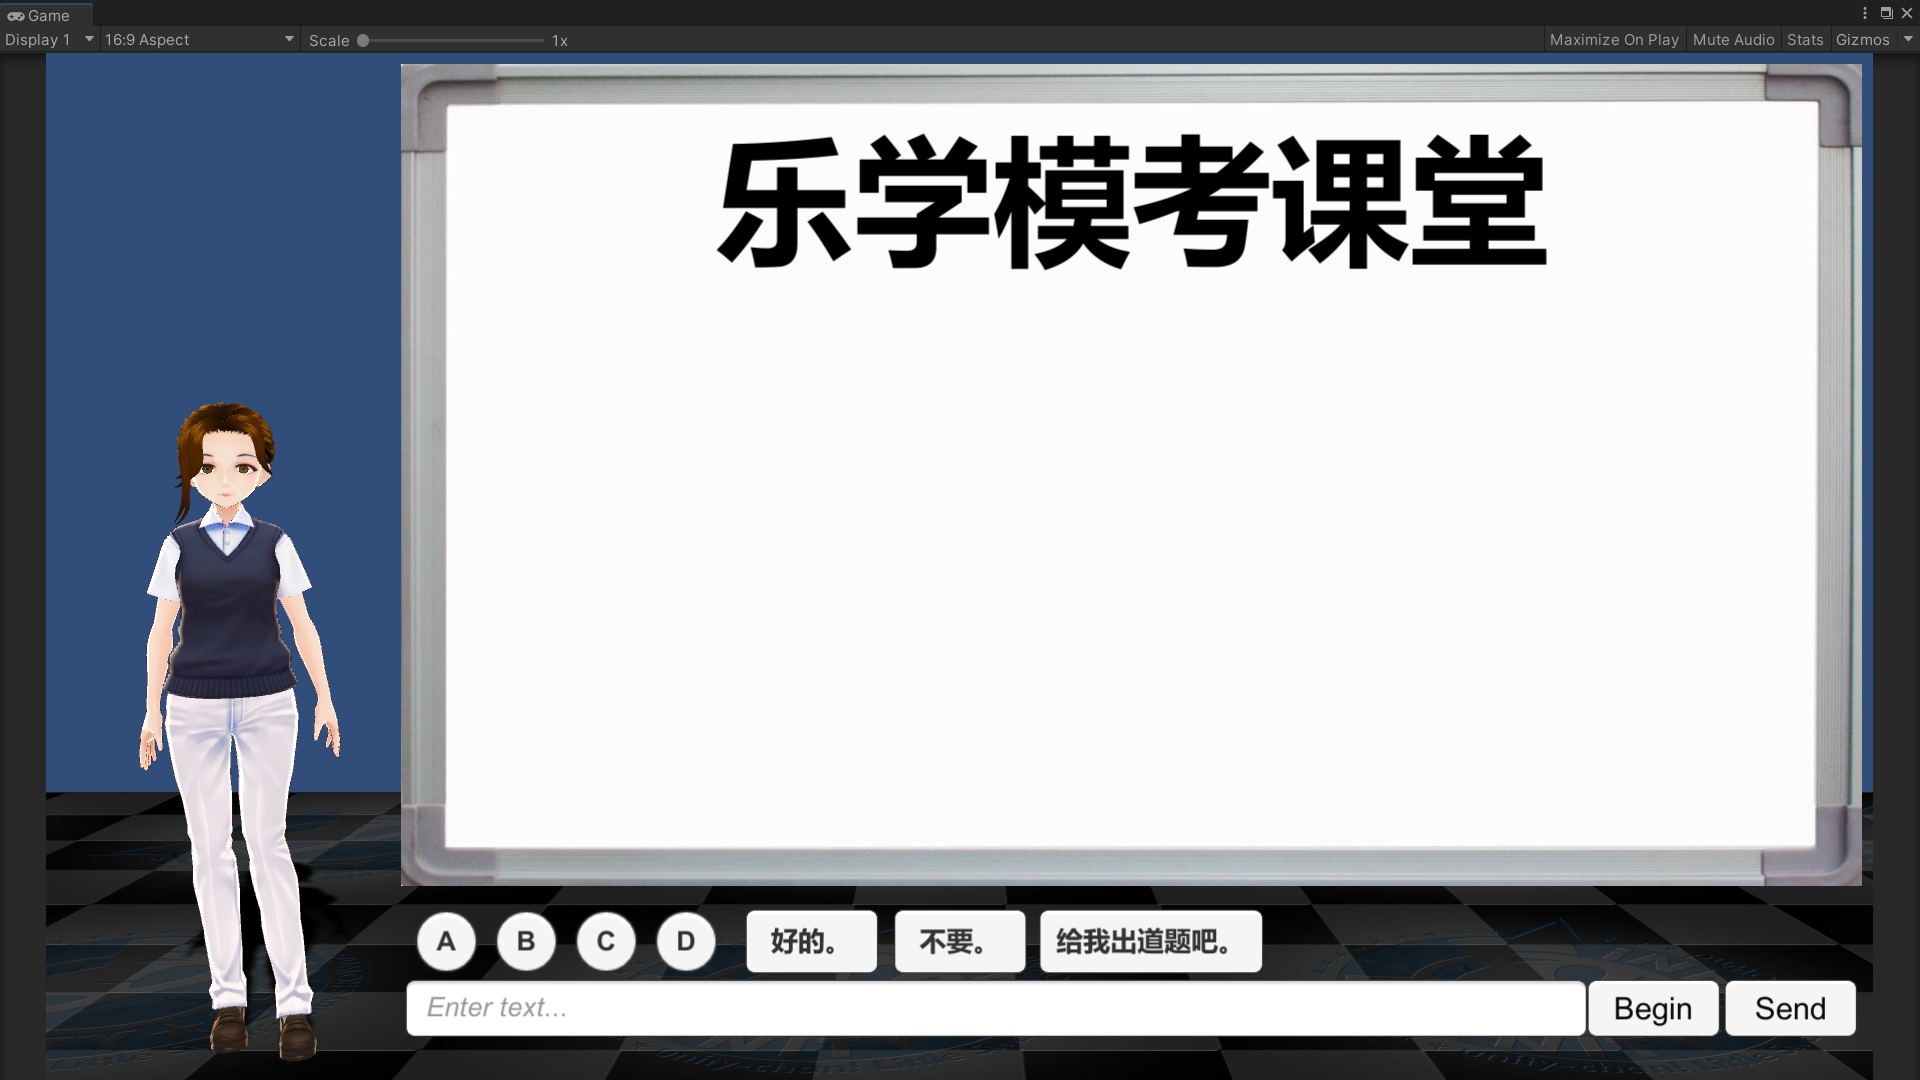 Game
Display 1
16:9 Aspect
Scale
1x
Maximize On Play
Mute Audio
Stats
Gizmos
乐学模考课堂
A
B
C
D
好的。
不要。
给我出道题吧。
Enter text...
Begin
Send